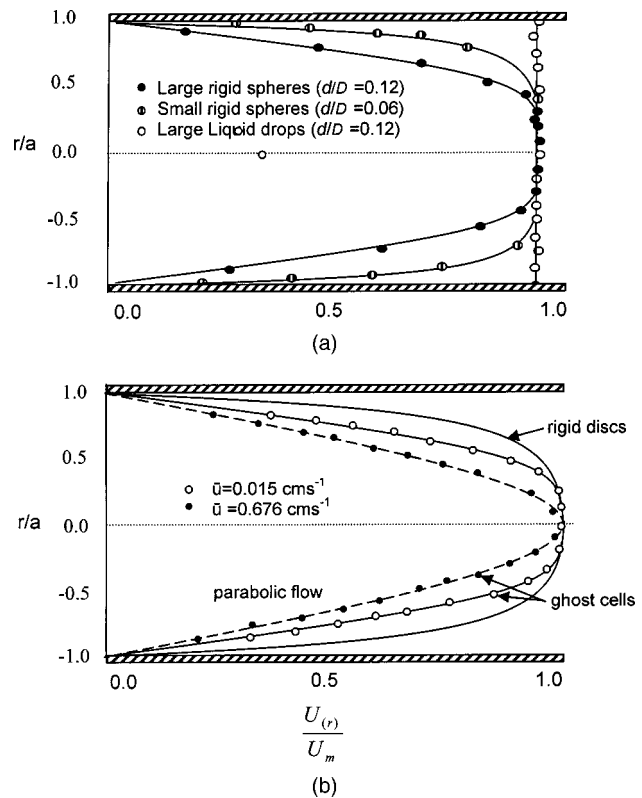 1.0
0.5
Large rigid spheres (d/D =0.12)
Small rigid spheres (d/D =0.06)
Large Liquid drops (d/D =0.12)
r/a
0.0
-0.5
-1.0
0.0 0.5 1.0
(a)
1.0
rigid discs
0.5
ū=0.015 cms⁻¹
ū =0.676 cms⁻¹
r/a
0.0
parabolic flow
ghost cells
-0.5
-1.0
0.0 0.5 1.0
U(r)
Um
(b)